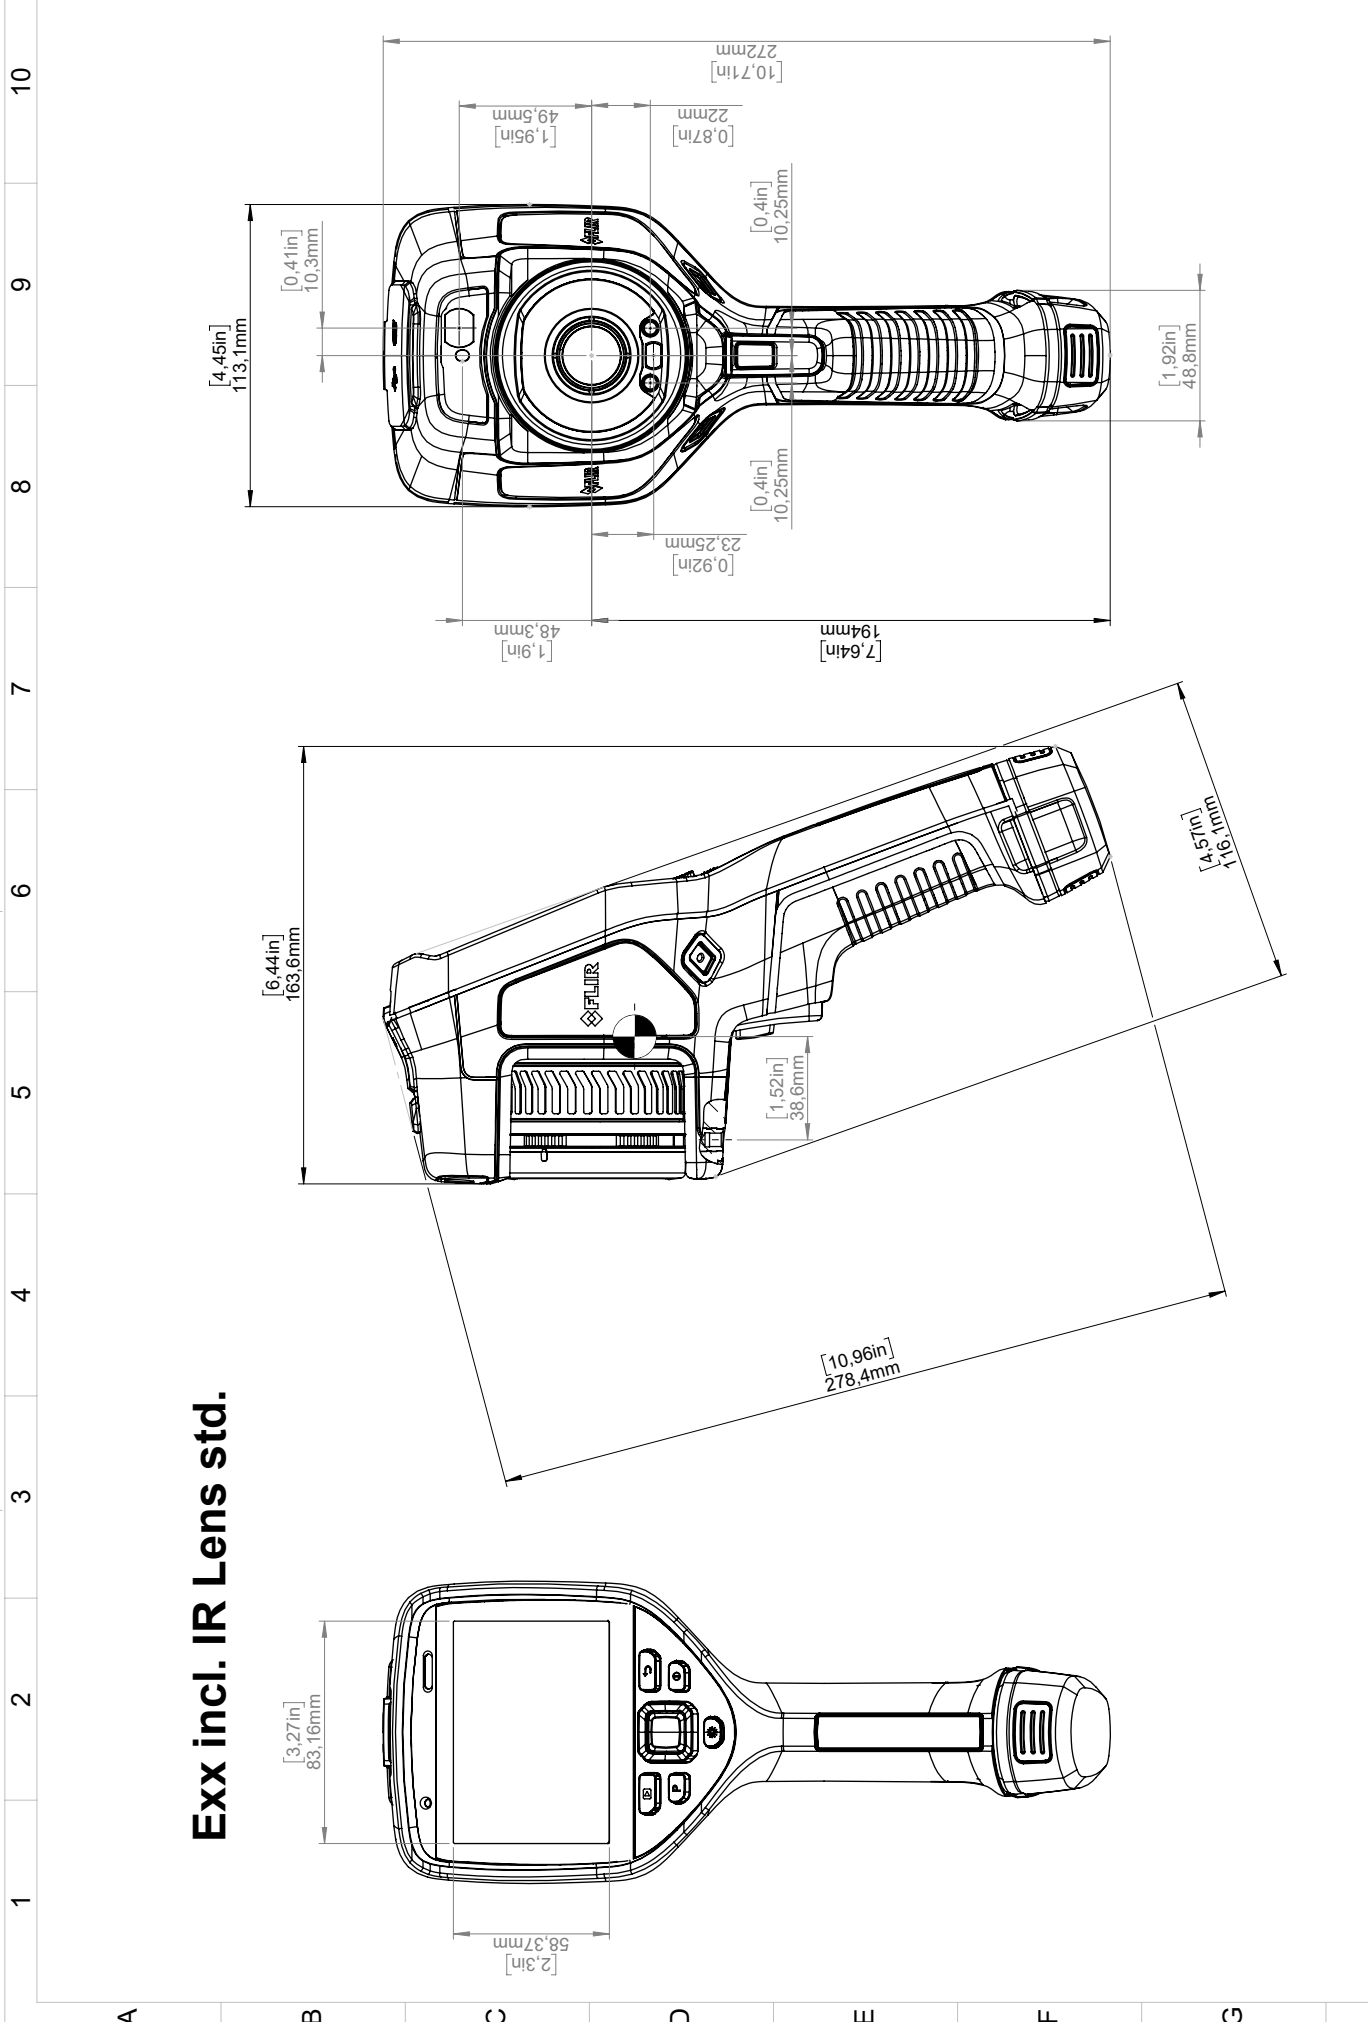 Exx incl. IR Lens std.
[3,27in]
83,16mm
[2,3in]
58,37mm
P
[6,44in]
163,6mm
FLIR
[1,52in]
38,6mm
[4,57in]
116,1mm
[10,96in]
278,4mm
[4,45in]
113,1mm
[0,41in]
10,3mm
[1,95in]
49,5mm
[0,87in]
22mm
[10,71in]
272mm
[0,4in]
10,25mm
[0,4in]
10,25mm
[1,92in]
48,8mm
[0,92in]
23,25mm
[1,9in]
48,3mm
[7,64in]
194mm
FLIR
FLIR
1
2
3
4
5
6
7
8
9
10
A
B
C
D
E
F
G